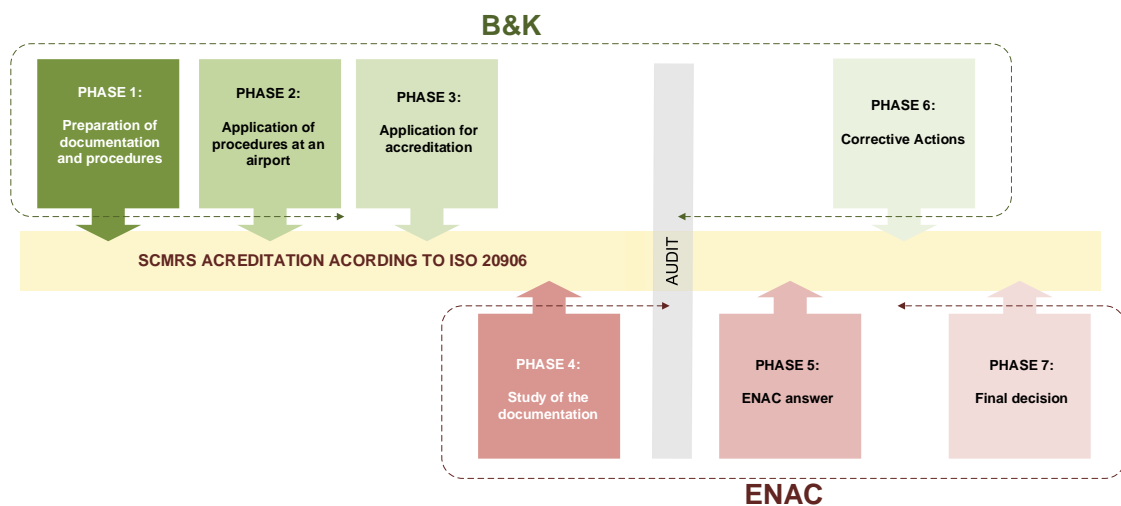 B&K
PHASE 1:
Preparation of
documentation
and procedures
PHASE 2:
Application of
procedures at an
airport
PHASE 3:
Application for
accreditation
PHASE 6:
Corrective Actions
SCMRS ACREDITATION ACORDING TO ISO 20906
AUDIT
PHASE 4:
Study of the
documentation
PHASE 5:
ENAC answer
PHASE 7:
Final decision
ENAC